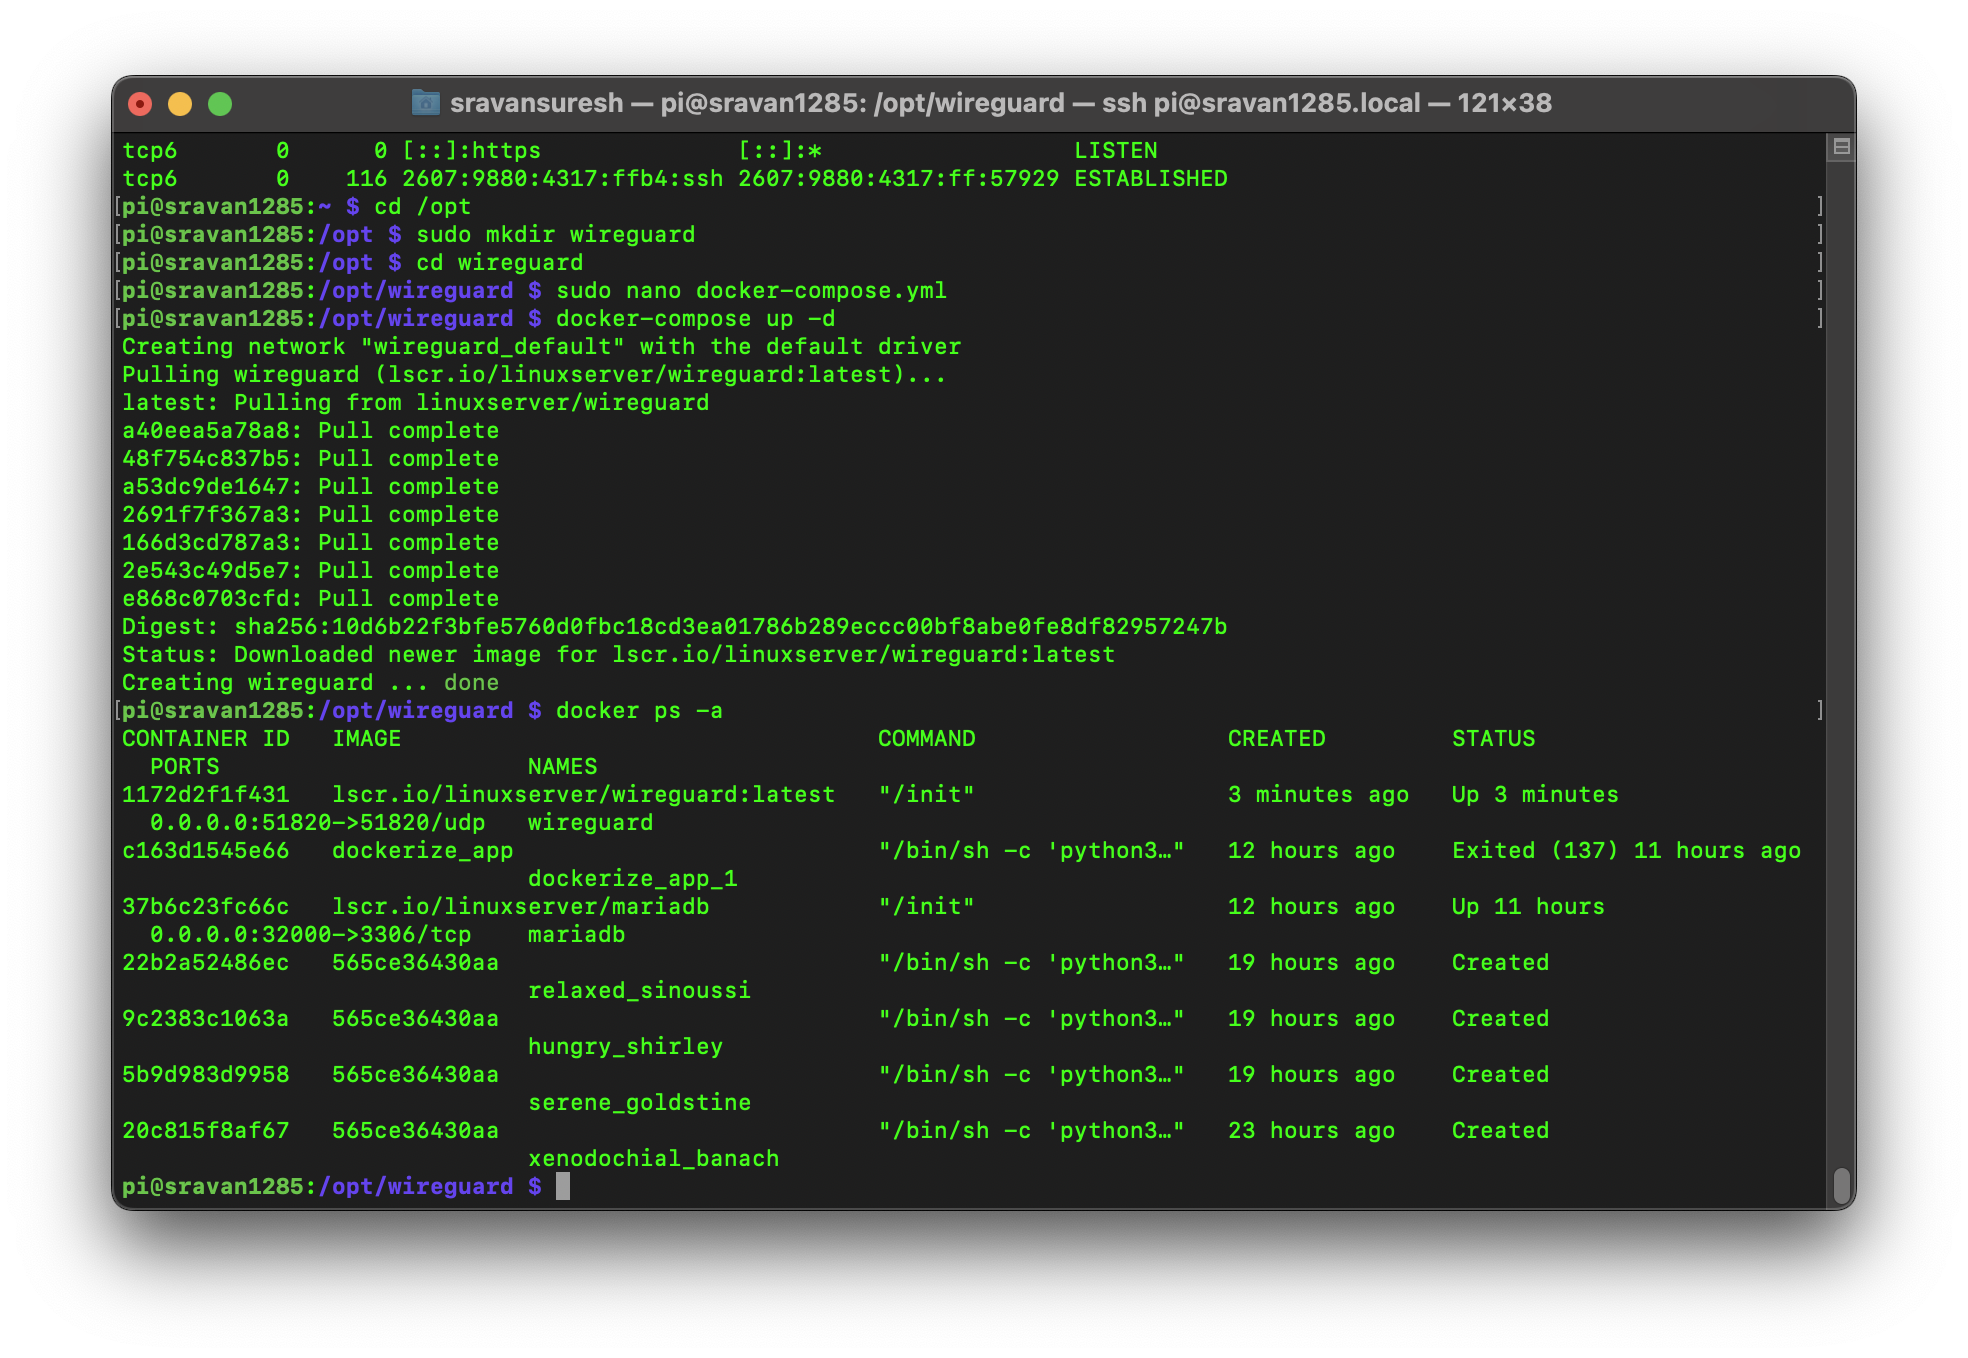 sravansuresh — pi@sravan1285: /opt/wireguard — ssh pi@sravan1285.local — 121×38
tcp6       0      0 [::]:https              [::]:*                  LISTEN
tcp6       0    116 2607:9880:4317:ffb4:ssh 2607:9880:4317:ff:57929 ESTABLISHED
[pi@sravan1285:~ $ cd /opt ]
[pi@sravan1285:/opt $ sudo mkdir wireguard ]
[pi@sravan1285:/opt $ cd wireguard ]
[pi@sravan1285:/opt/wireguard $ sudo nano docker-compose.yml ]
[pi@sravan1285:/opt/wireguard $ docker-compose up -d ]
Creating network "wireguard_default" with the default driver
Pulling wireguard (lscr.io/linuxserver/wireguard:latest)...
latest: Pulling from linuxserver/wireguard
a40eea5a78a8: Pull complete
48f754c837b5: Pull complete
a53dc9de1647: Pull complete
2691f7f367a3: Pull complete
166d3cd787a3: Pull complete
2e543c49d5e7: Pull complete
e868c0703cfd: Pull complete
Digest: sha256:10d6b22f3bfe5760d0fbc18cd3ea01786b289eccc00bf8abe0fe8df82957247b
Status: Downloaded newer image for lscr.io/linuxserver/wireguard:latest
Creating wireguard ... done
[pi@sravan1285:/opt/wireguard $ docker ps -a ]
CONTAINER ID   IMAGE                                  COMMAND                  CREATED         STATUS
  PORTS                      NAMES
1172d2f1f431   lscr.io/linuxserver/wireguard:latest   "/init"                  3 minutes ago   Up 3 minutes
  0.0.0.0:51820->51820/udp   wireguard
c163d1545e66   dockerize_app                          "/bin/sh -c 'python3…"   12 hours ago    Exited (137) 11 hours ago
                             dockerize_app_1
37b6c23fc66c   lscr.io/linuxserver/mariadb            "/init"                  12 hours ago    Up 11 hours
  0.0.0.0:32000->3306/tcp    mariadb
22b2a52486ec   565ce36430aa                           "/bin/sh -c 'python3…"   19 hours ago    Created
                             relaxed_sinoussi
9c2383c1063a   565ce36430aa                           "/bin/sh -c 'python3…"   19 hours ago    Created
                             hungry_shirley
5b9d983d9958   565ce36430aa                           "/bin/sh -c 'python3…"   19 hours ago    Created
                             serene_goldstine
20c815f8af67   565ce36430aa                           "/bin/sh -c 'python3…"   23 hours ago    Created
                             xenodochial_banach
pi@sravan1285:/opt/wireguard $